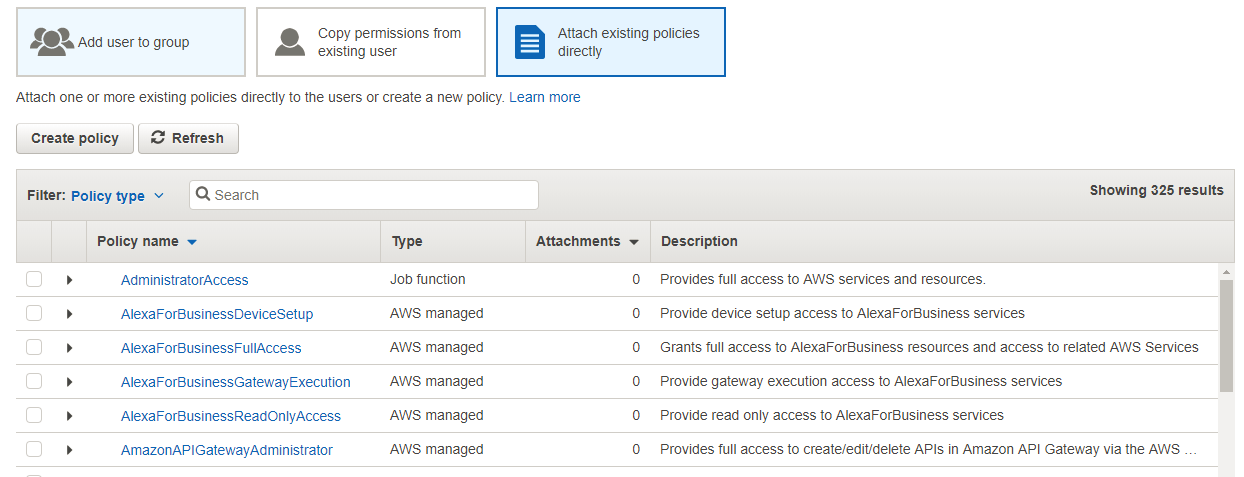 Add user to group
Copy permissions from
existing user
Attach existing policies
directly
Attach one or more existing policies directly to the users or create a new policy. Learn more
Create policy Refresh
Filter: Policy type Search Showing 325 results
Policy name Type Attachments Description
AdministratorAccess Job function 0 Provides full access to AWS services and resources.
AlexaForBusinessDeviceSetup AWS managed 0 Provide device setup access to AlexaForBusiness services
AlexaForBusinessFullAccess AWS managed 0 Grants full access to AlexaForBusiness resources and access to related AWS Services
AlexaForBusinessGatewayExecution AWS managed 0 Provide gateway execution access to AlexaForBusiness services
AlexaForBusinessReadOnlyAccess AWS managed 0 Provide read only access to AlexaForBusiness services
AmazonAPIGatewayAdministrator AWS managed 0 Provides full access to create/edit/delete APIs in Amazon API Gateway via the AWS …